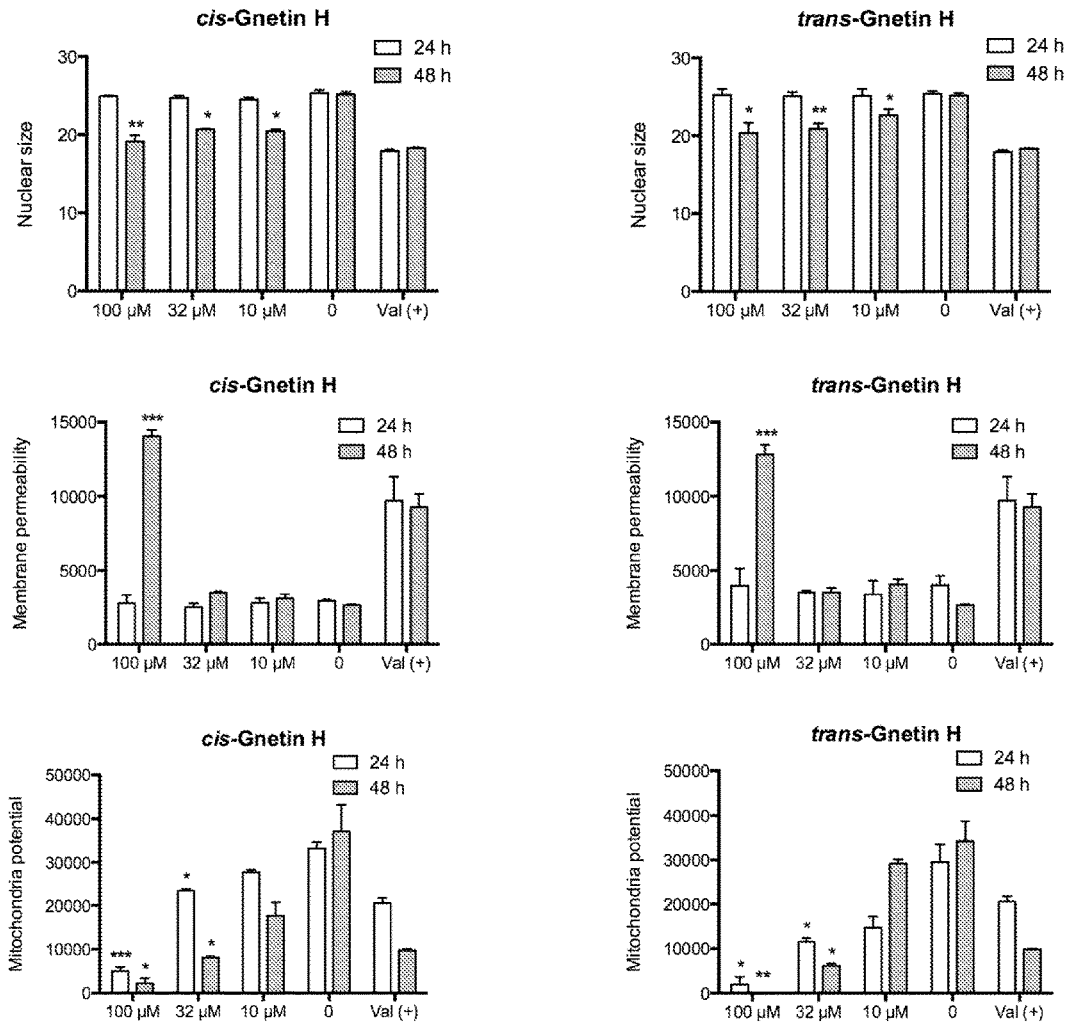 cis-Gnetin H
24 h
48 h
Nuclear size
30
20
10
0
** * *
100 µM 32 µM 10 µM 0 Val (+)
trans-Gnetin H
24 h
48 h
Nuclear size
30
20
10
0
* ** *
100 µM 32 µM 10 µM 0 Val (+)
cis-Gnetin H
24 h
48 h
Membrane permeability
15000
10000
5000
0
***
100 µM 32 µM 10 µM 0 Val (+)
trans-Gnetin H
24 h
48 h
Membrane permeability
15000
10000
5000
0
***
100 µM 32 µM 10 µM 0 Val (+)
cis-Gnetin H
24 h
48 h
Mitochondria potential
50000
40000
30000
20000
10000
0
*** * * *
100 µM 32 µM 10 µM 0 Val (+)
trans-Gnetin H
24 h
48 h
Mitochondria potential
50000
40000
30000
20000
10000
0
* ** * *
100 µM 32 µM 10 µM 0 Val (+)